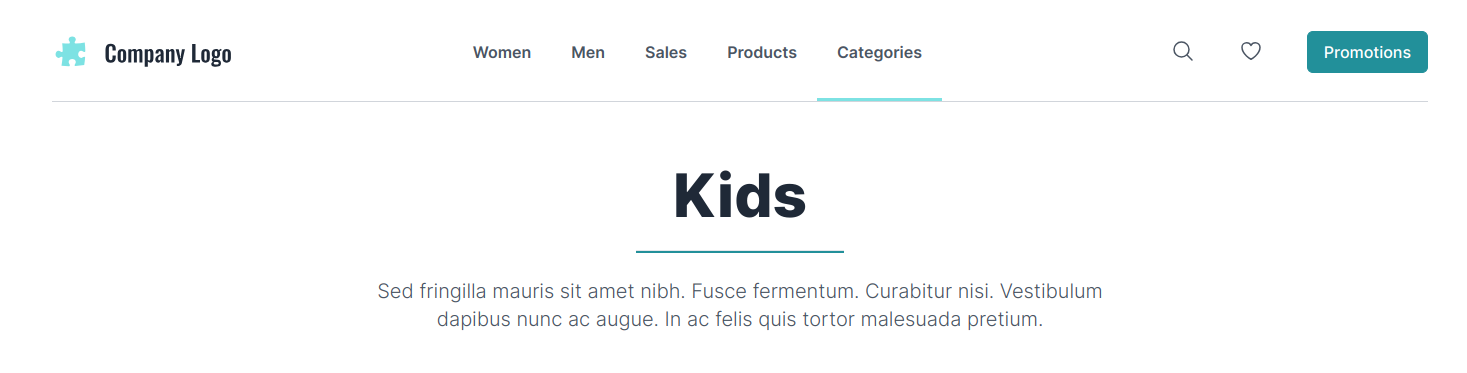 Company Logo
Women Men Sales Products Categories
Promotions
Kids
Sed fringilla mauris sit amet nibh. Fusce fermentum. Curabitur nisi. Vestibulum
dapibus nunc ac augue. In ac felis quis tortor malesuada pretium.